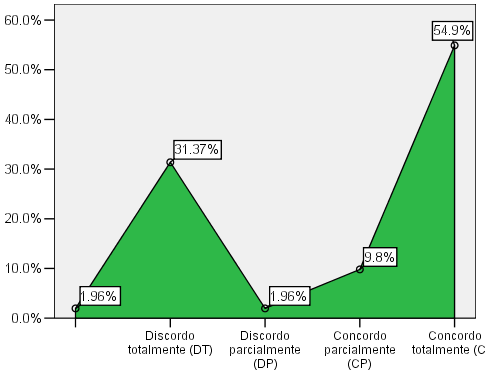 60.0%
54.9%
50.0%
40.0%
31.37%
30.0%
20.0%
10.0%
9.8%
1.96%
1.96%
0.0%
Discordo
totalmente (DT)
Discordo
parcialmente
(DP)
Concordo
parcialmente
(CP)
Concordo
totalmente (C